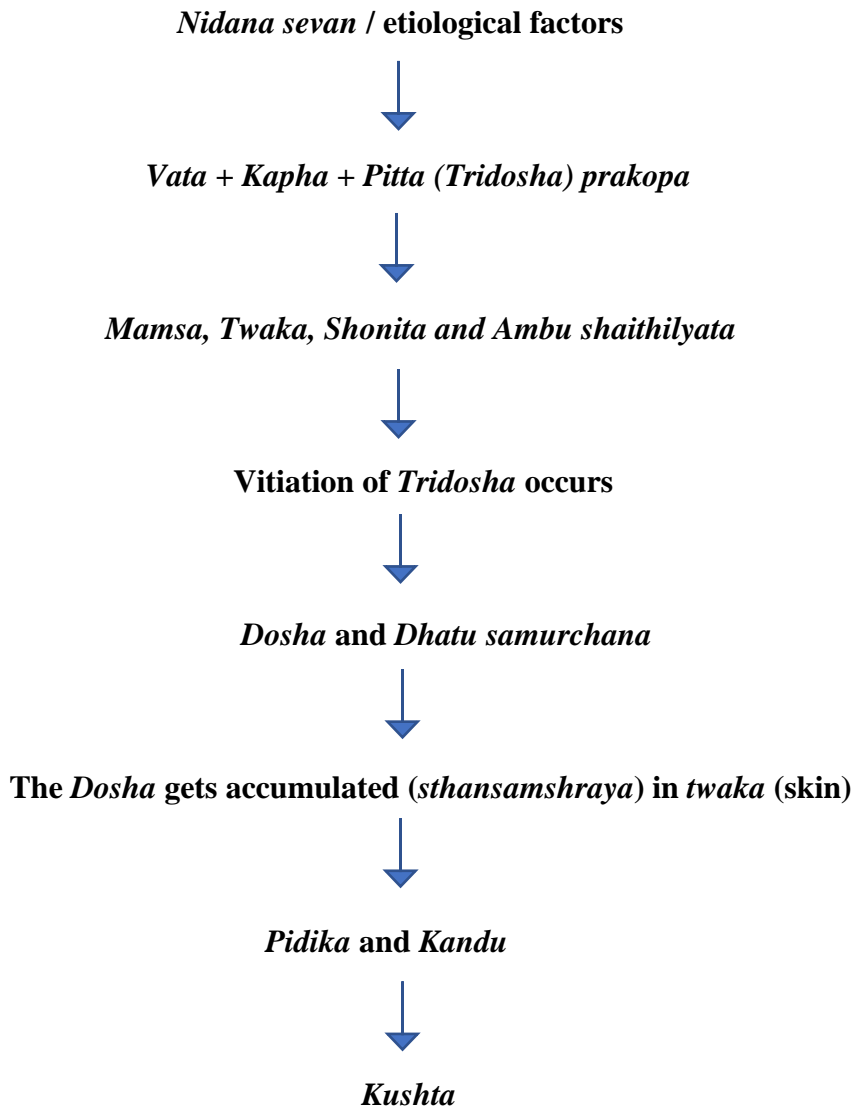 Nidana sevan / etiological factors
Vata + Kapha + Pitta (Tridosha) prakopa
Mamsa, Twaka, Shonita and Ambu shaithilyata
Vitiation of Tridosha occurs
Dosha and Dhatu samurchana
The Dosha gets accumulated (sthansamshraya) in twaka (skin)
Pidika and Kandu
Kushta